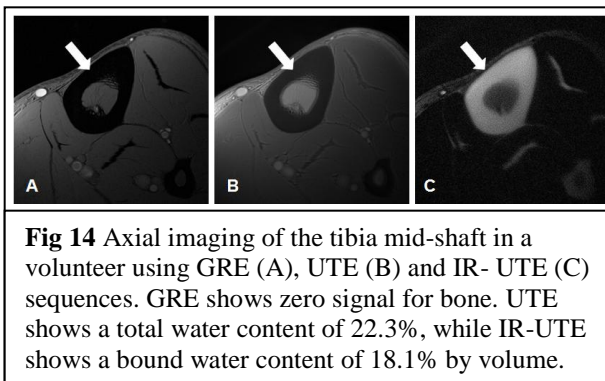 A B C
Fig 14 Axial imaging of the tibia mid-shaft in a
volunteer using GRE (A), UTE (B) and IR- UTE (C)
sequences. GRE shows zero signal for bone. UTE
shows a total water content of 22.3%, while IR-UTE
shows a bound water content of 18.1% by volume.